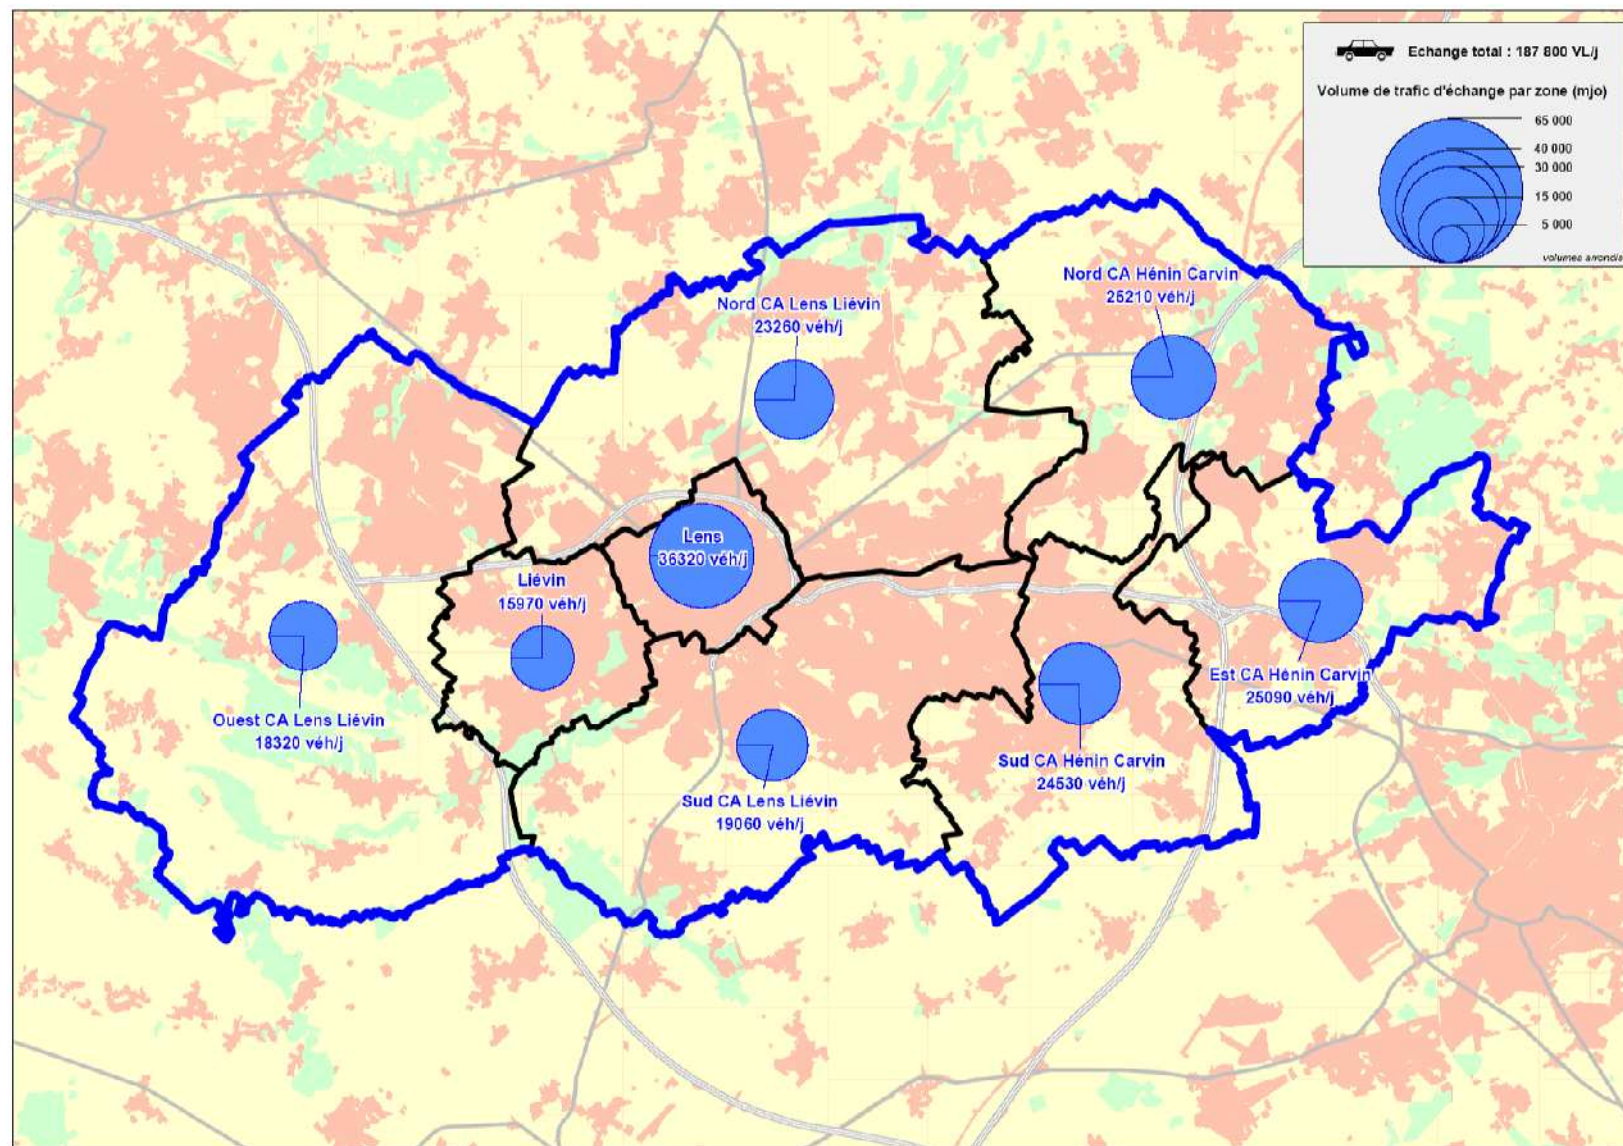 Echange total : 187 800 VL/j
Volume de trafic d'échange par zone (mjo)
65 000
40 000
30 000
15 000
5 000
volumes arrondis
Nord CA Hénin Carvin
25210 véh/j
Nord CA Lens Liévin
23260 véh/j
Lens
36320 véh/j
Liévin
15970 véh/j
Ouest CA Lens Liévin
18320 véh/j
Est CA Hénin Carvin
25090 véh/j
Sud CA Hénin Carvin
24530 véh/j
Sud CA Lens Liévin
19060 véh/j